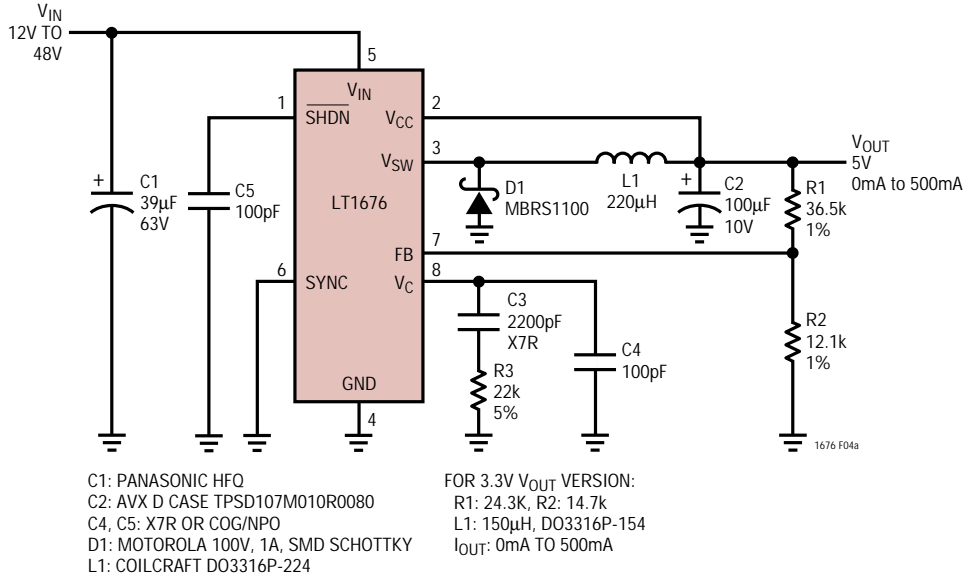 VIN
12V TO
48V
5
VIN
1
SHDN
VCC
2
VSW
3
LT1676
FB
7
6
SYNC
VC
8
GND
4
+
C1
39µF
63V
C5
100pF
D1
MBRS1100
L1
220µH
+
C2
100µF
10V
VOUT
5V
0mA to 500mA
R1
36.5k
1%
R2
12.1k
1%
C3
2200pF
X7R
R3
22k
5%
C4
100pF
1676 F04a
C1: PANASONIC HFQ
C2: AVX D CASE TPSD107M010R0080
C4, C5: X7R OR COG/NPO
D1: MOTOROLA 100V, 1A, SMD SCHOTTKY
L1: COILCRAFT DO3316P-224
FOR 3.3V VOUT VERSION:
R1: 24.3K, R2: 14.7k
L1: 150µH, DO3316P-154
IOUT: 0mA TO 500mA